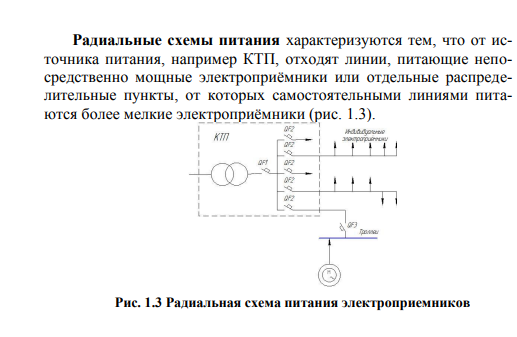 Радиальные схемы питания характеризуются тем, что от ис-
точника питания, например КТП, отходят линии, питающие непо-
средственно мощные электроприёмники или отдельные распреде-
лительные пункты, от которых самостоятельными линиями пита-
ются более мелкие электроприёмники (рис. 1.3).
КТП
QF2
Индивидуальные
электроприемники
QF2
QF1
QF2
QF2
QF2
QF3
Троллеи
Рис. 1.3 Радиальная схема питания электроприемников